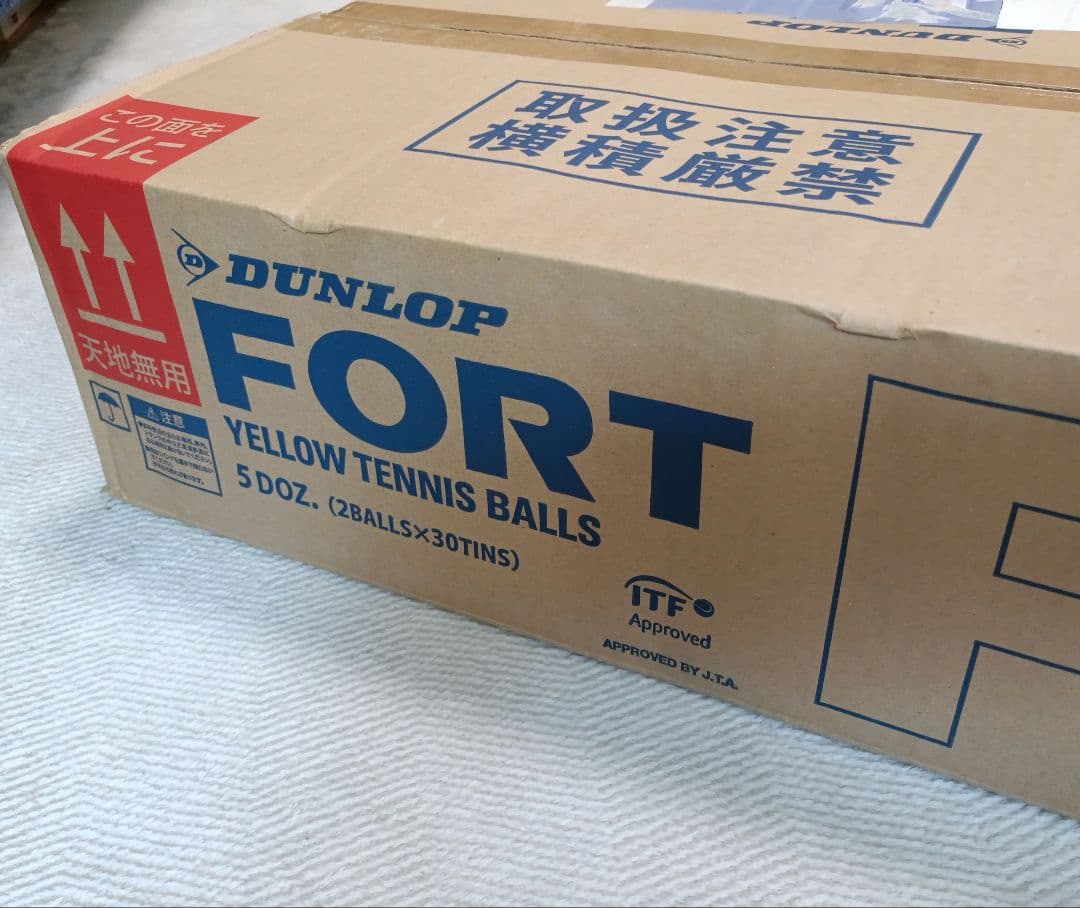 DUNLOP
取扱注意
横積厳禁
この面を
上に
天地無用
DUNLOP
FORT
YELLOW TENNIS BALLS
5 DOZ. (2BALLS×30TINS)
注意
ITF
Approved
APPROVED BY J.T.A.